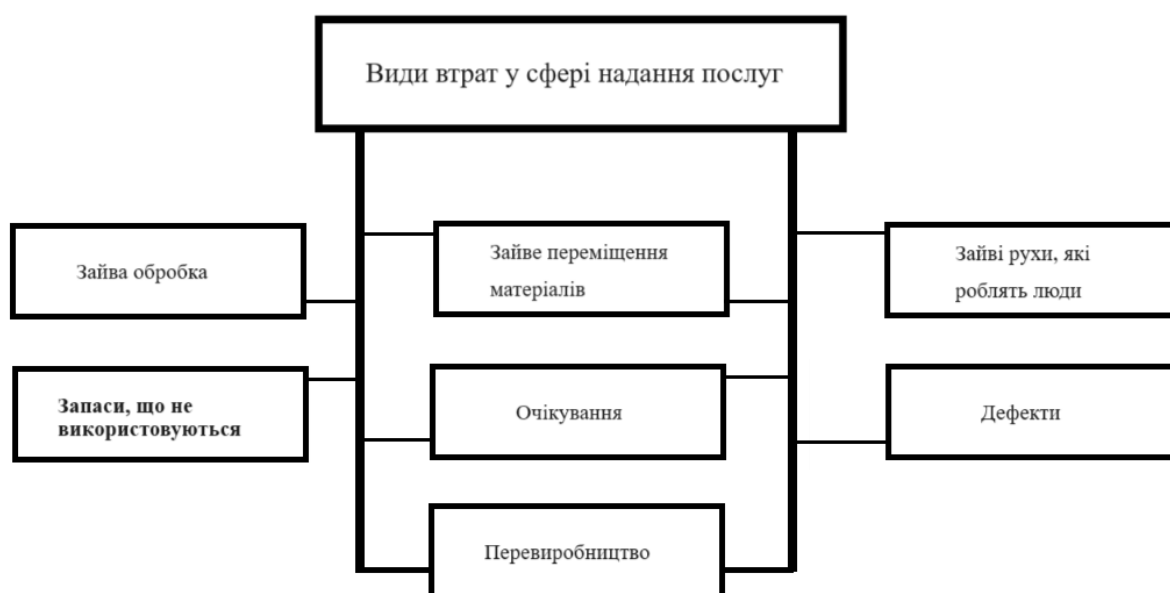 Види втрат у сфері надання послуг
Зайва обробка
Зайве переміщення
матеріалів
Зайві рухи, які
роблять люди
Запаси, що не
використовуються
Очікування
Дефекти
Перевиробництво